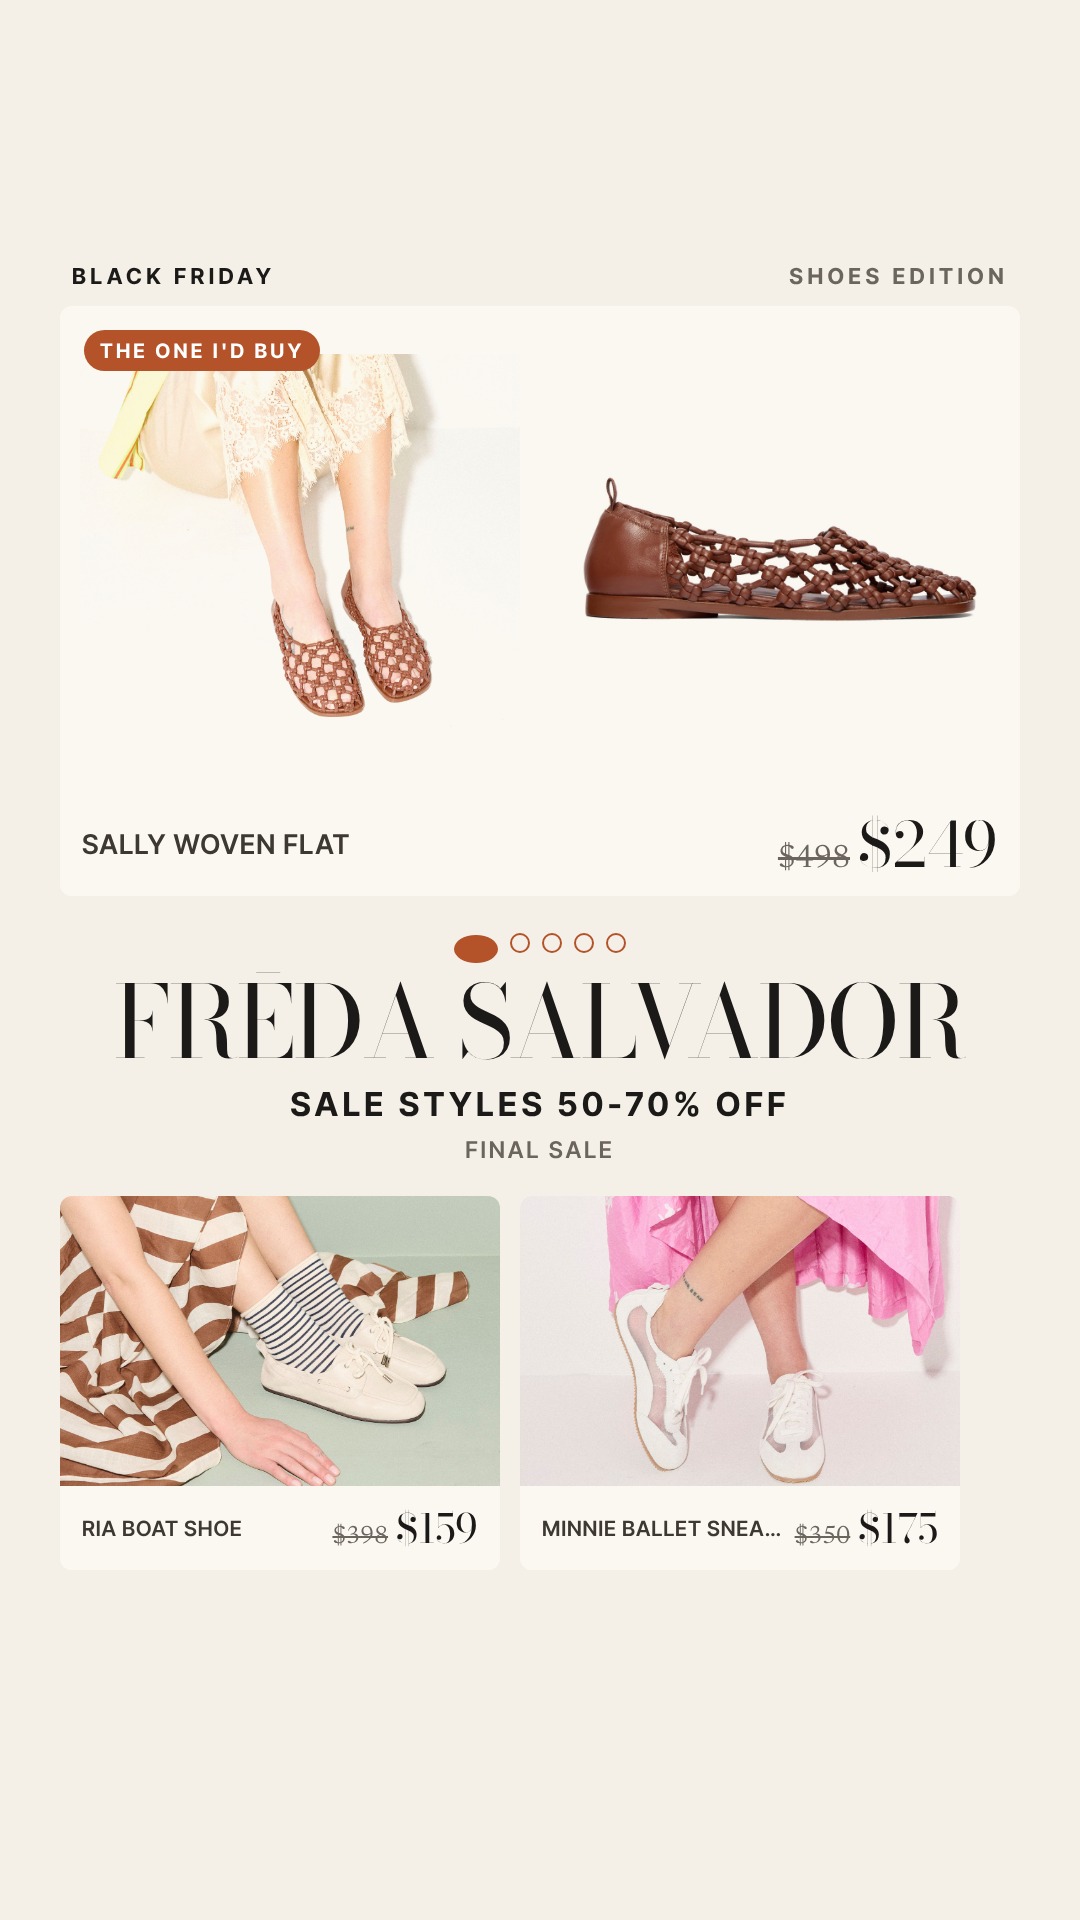 BLACK FRIDAY
SHOES EDITION
THE ONE I'D BUY
SALLY WOVEN FLAT
$498 $249
FRĒDA SALVADOR
SALE STYLES 50-70% OFF
FINAL SALE
RIA BOAT SHOE
$398 $159
MINNIE BALLET SNEA...
$350 $175